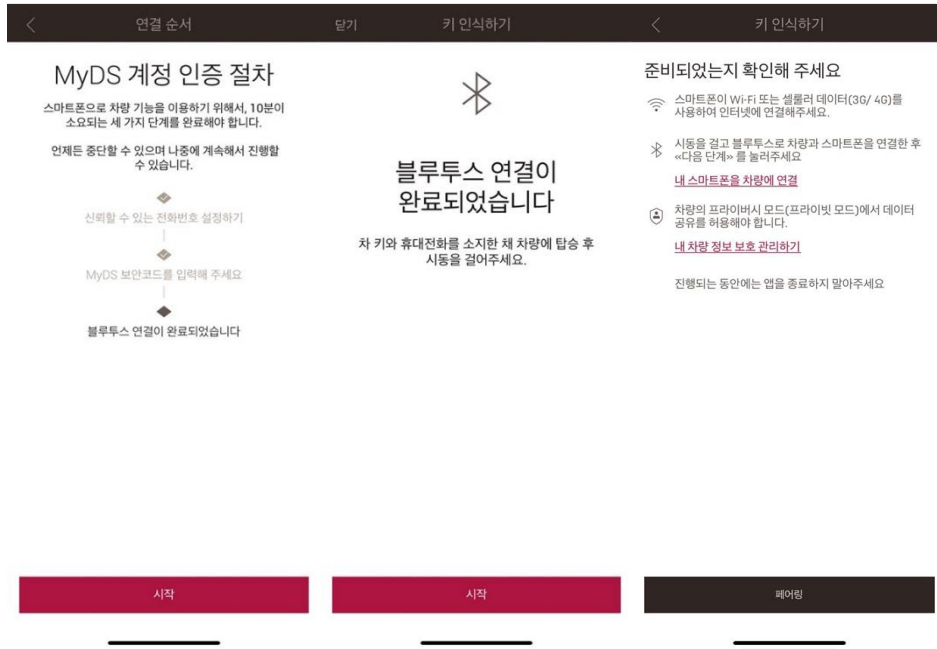 연결 순서
MyDS 계정 인증 절차
스마트폰으로 차량 기능을 이용하기 위해서, 10분이
소요되는 세 가지 단계를 완료해야 합니다.
언제든 중단할 수 있으며 나중에 계속해서 진행할
수 있습니다.
신뢰할 수 있는 전화번호 설정하기
MyDS 보안코드를 입력해 주세요
블루투스 연결이 완료되었습니다
시작
닫기
키 인식하기
블루투스 연결이
완료되었습니다
차 키와 휴대전화를 소지한 채 차량에 탑승 후
시동을 걸어주세요.
시작
키 인식하기
준비되었는지 확인해 주세요
스마트폰이 Wi-Fi 또는 셀룰러 데이터(3G/ 4G)를
사용하여 인터넷에 연결해주세요.
시동을 걸고 블루투스로 차량과 스마트폰을 연결한 후
«다음 단계» 를 눌러주세요
내 스마트폰을 차량에 연결
차량의 프라이버시 모드(프라이빗 모드)에서 데이터
공유를 허용해야 합니다.
내 차량 정보 보호 관리하기
진행되는 동안에는 앱을 종료하지 말아주세요
페어링